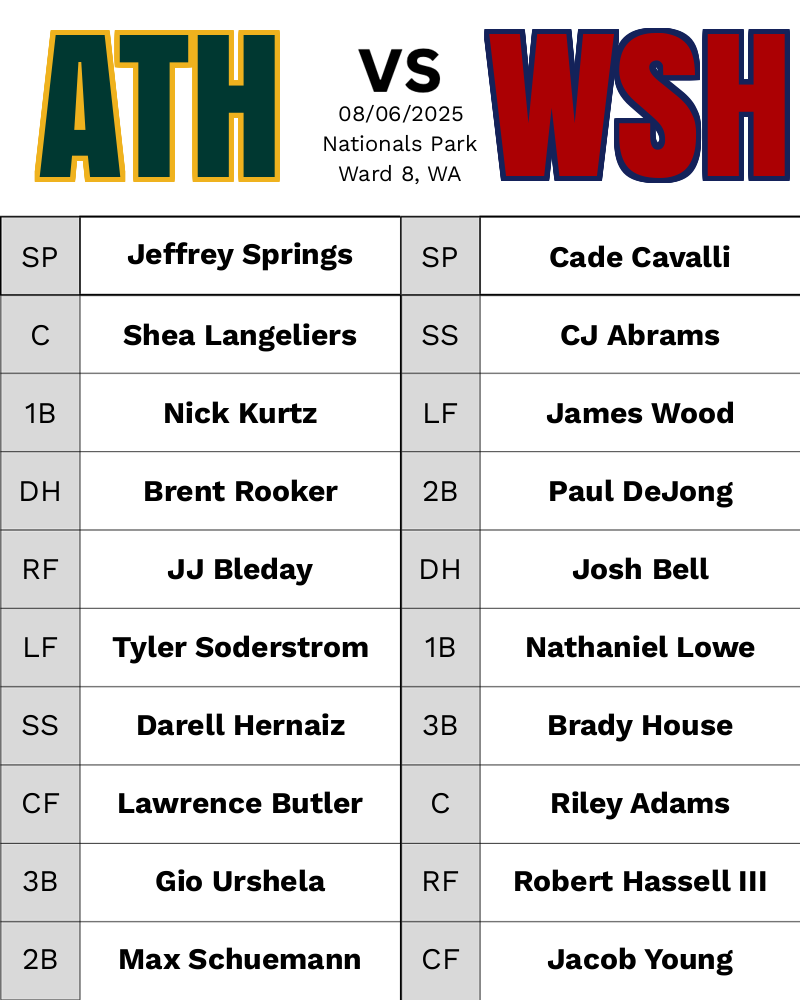 ATH
VS
08/06/2025
Nationals Park
Ward 8, WA
WSH
SP Jeffrey Springs SP Cade Cavalli
C Shea Langeliers SS CJ Abrams
1B Nick Kurtz LF James Wood
DH Brent Rooker 2B Paul DeJong
RF JJ Bleday DH Josh Bell
LF Tyler Soderstrom 1B Nathaniel Lowe
SS Darell Hernaiz 3B Brady House
CF Lawrence Butler C Riley Adams
3B Gio Urshela RF Robert Hassell III
2B Max Schuemann CF Jacob Young